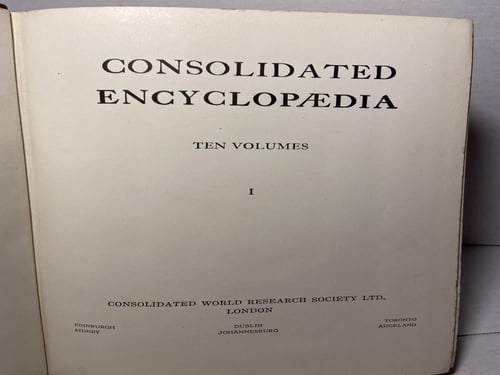 CONSOLIDATED
ENCYCLOPÆDIA
TEN VOLUMES
I
CONSOLIDATED WORLD RESEARCH SOCIETY LTD.
LONDON
EDINBURGH DUBLIN TORONTO
SYDNEY JOHANNESBURG AUCKLAND